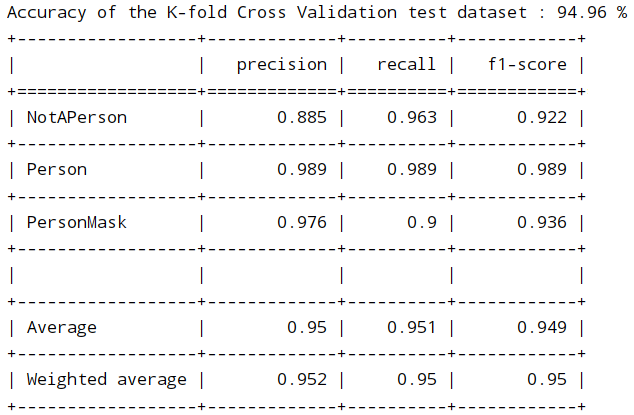 Accuracy of the K-fold Cross Validation test dataset : 94.96 %
+------------------+-------------+----------+------------+
|                  |   precision |   recall |   f1-score |
+==================+=============+==========+============+
| NotAPerson       |       0.885 |    0.963 |      0.922 |
+------------------+-------------+----------+------------+
| Person           |       0.989 |    0.989 |      0.989 |
+------------------+-------------+----------+------------+
| PersonMask       |       0.976 |      0.9 |      0.936 |
+------------------+-------------+----------+------------+
|                  |             |          |            |
+------------------+-------------+----------+------------+
| Average          |        0.95 |    0.951 |      0.949 |
+------------------+-------------+----------+------------+
| Weighted average |       0.952 |     0.95 |       0.95 |
+------------------+-------------+----------+------------+